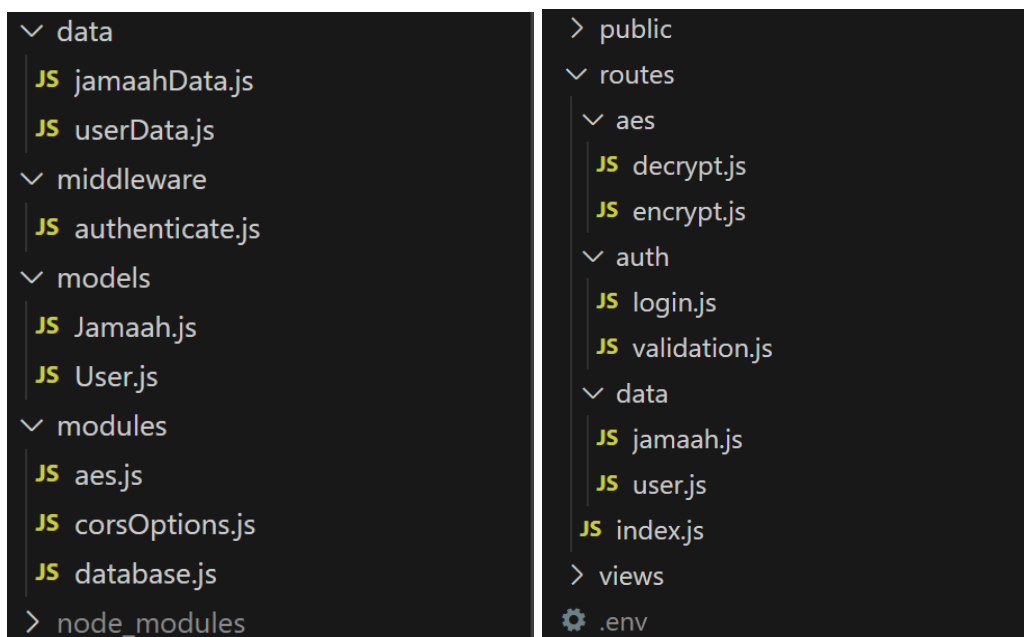 data
JS jamaahData.js
JS userData.js
middleware
JS authenticate.js
models
JS Jamaah.js
JS User.js
modules
JS aes.js
JS corsOptions.js
JS database.js
node_modules
public
routes
aes
JS decrypt.js
JS encrypt.js
auth
JS login.js
JS validation.js
data
JS jamaah.js
JS user.js
JS index.js
views
.env